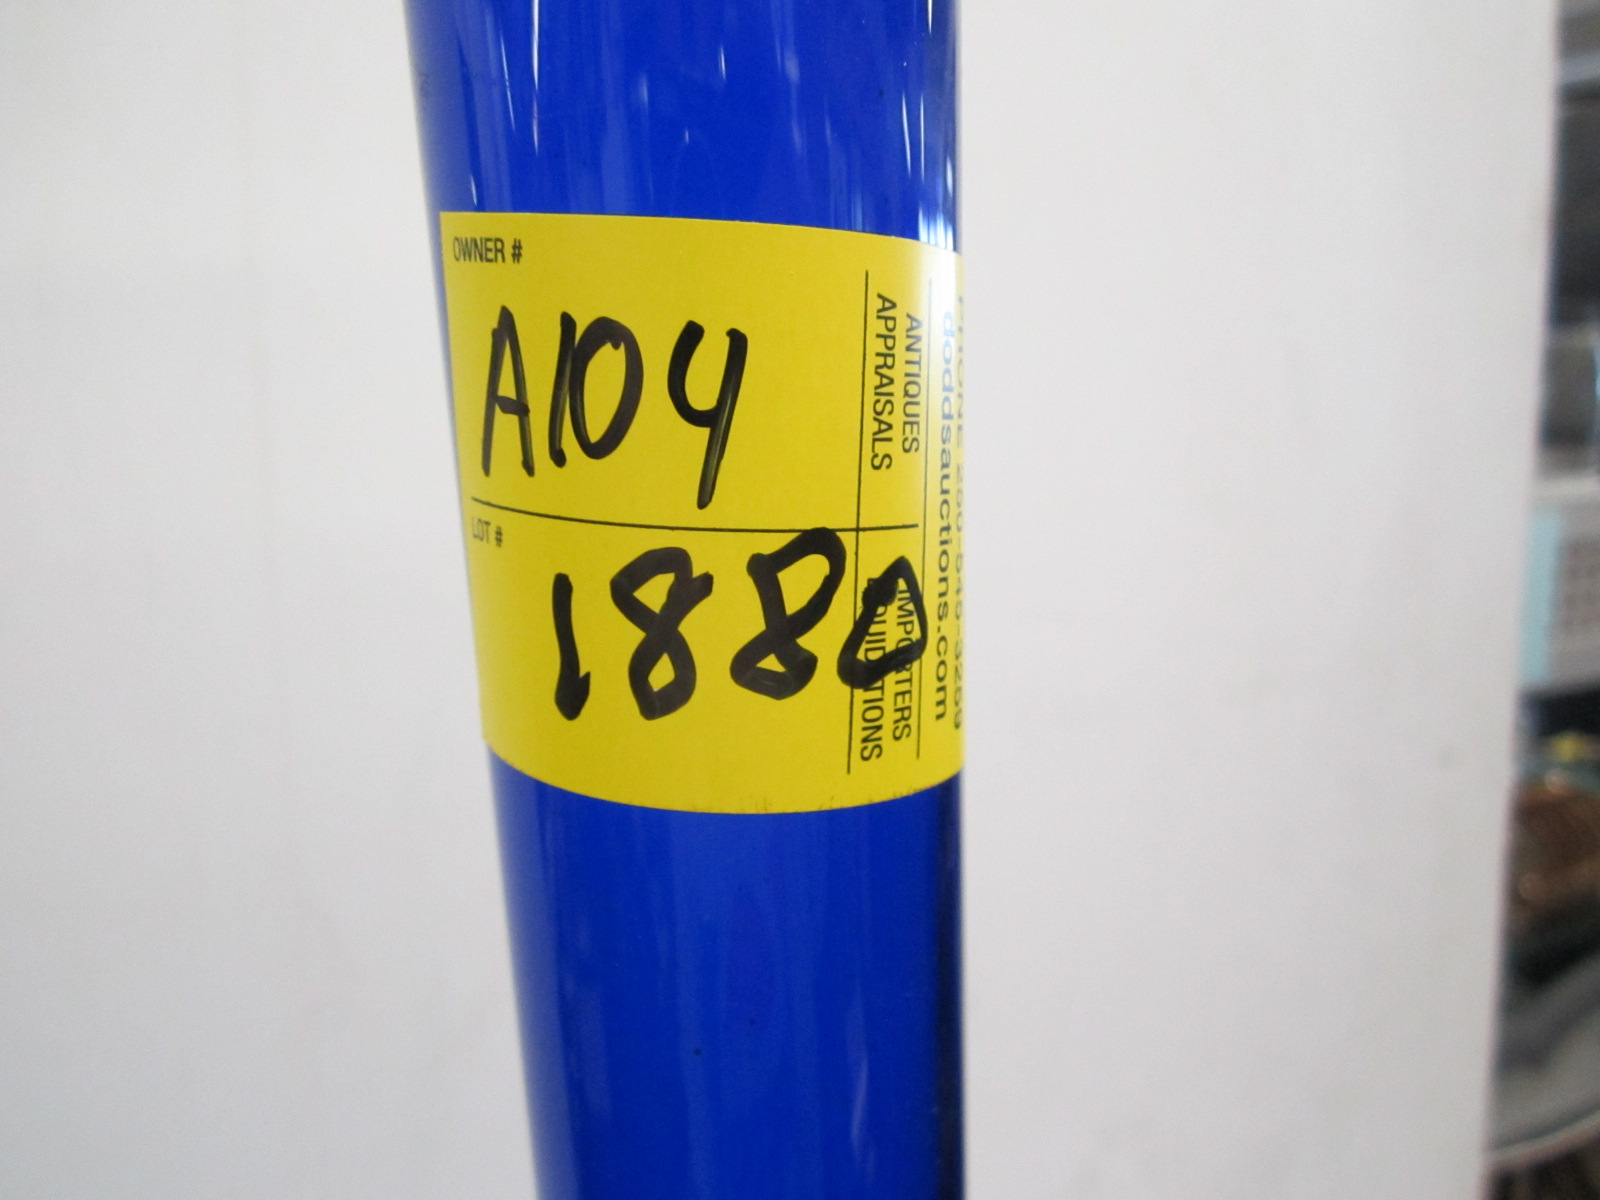 OWNER #
A104
LOT #
1880
ANTIQUES
APPRAISALS
IMPORTERS
LIQUIDATIONS
doddsauctions.com